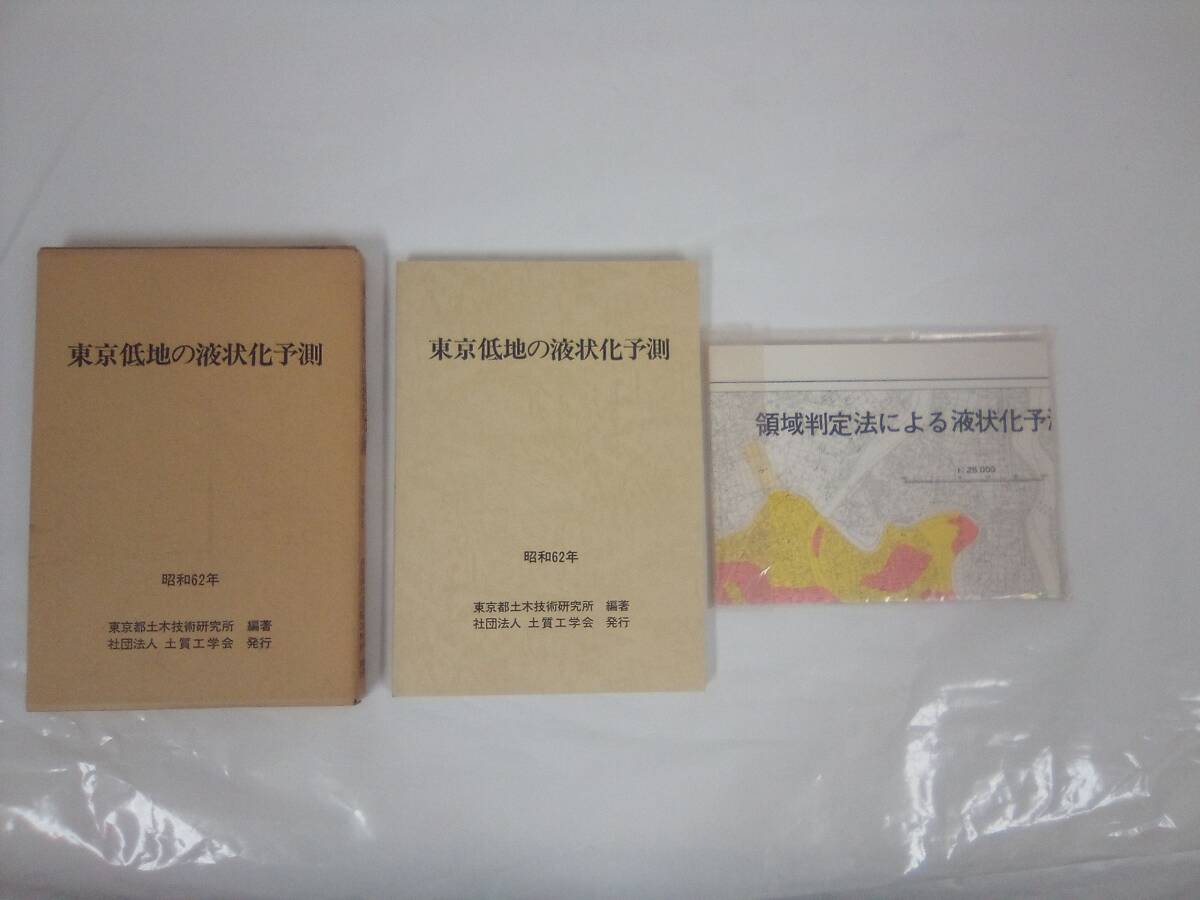 東京低地の液状化予測
昭和62年
東京都土木技術研究所 編著
社団法人 土質工学会 発行
東京低地の液状化予測
昭和62年
東京都土木技術研究所 編著
社団法人 土質工学会 発行
領域判定法による液状化予
1:25,000